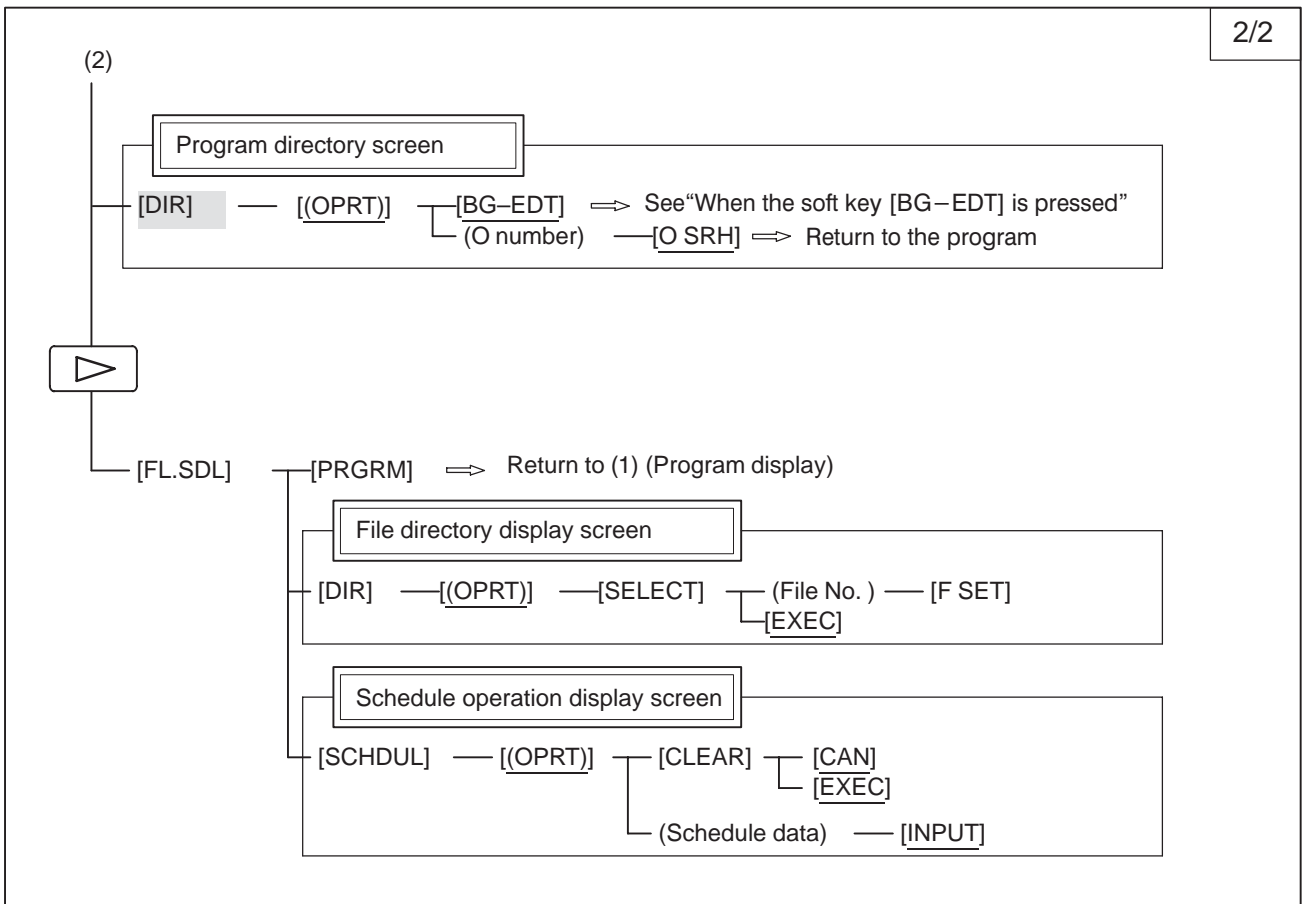 2/2
(2)
Program directory screen
[DIR] [(OPRT)] [BG–EDT] See“When the soft key [BG–EDT] is pressed”
(O number) [O SRH] Return to the program
[FL.SDL] [PRGRM] Return to (1) (Program display)
File directory display screen
[DIR] [(OPRT)] [SELECT] (File No. ) [F SET]
[EXEC]
Schedule operation display screen
[SCHDUL] [(OPRT)] [CLEAR] [CAN]
[EXEC]
(Schedule data) [INPUT]